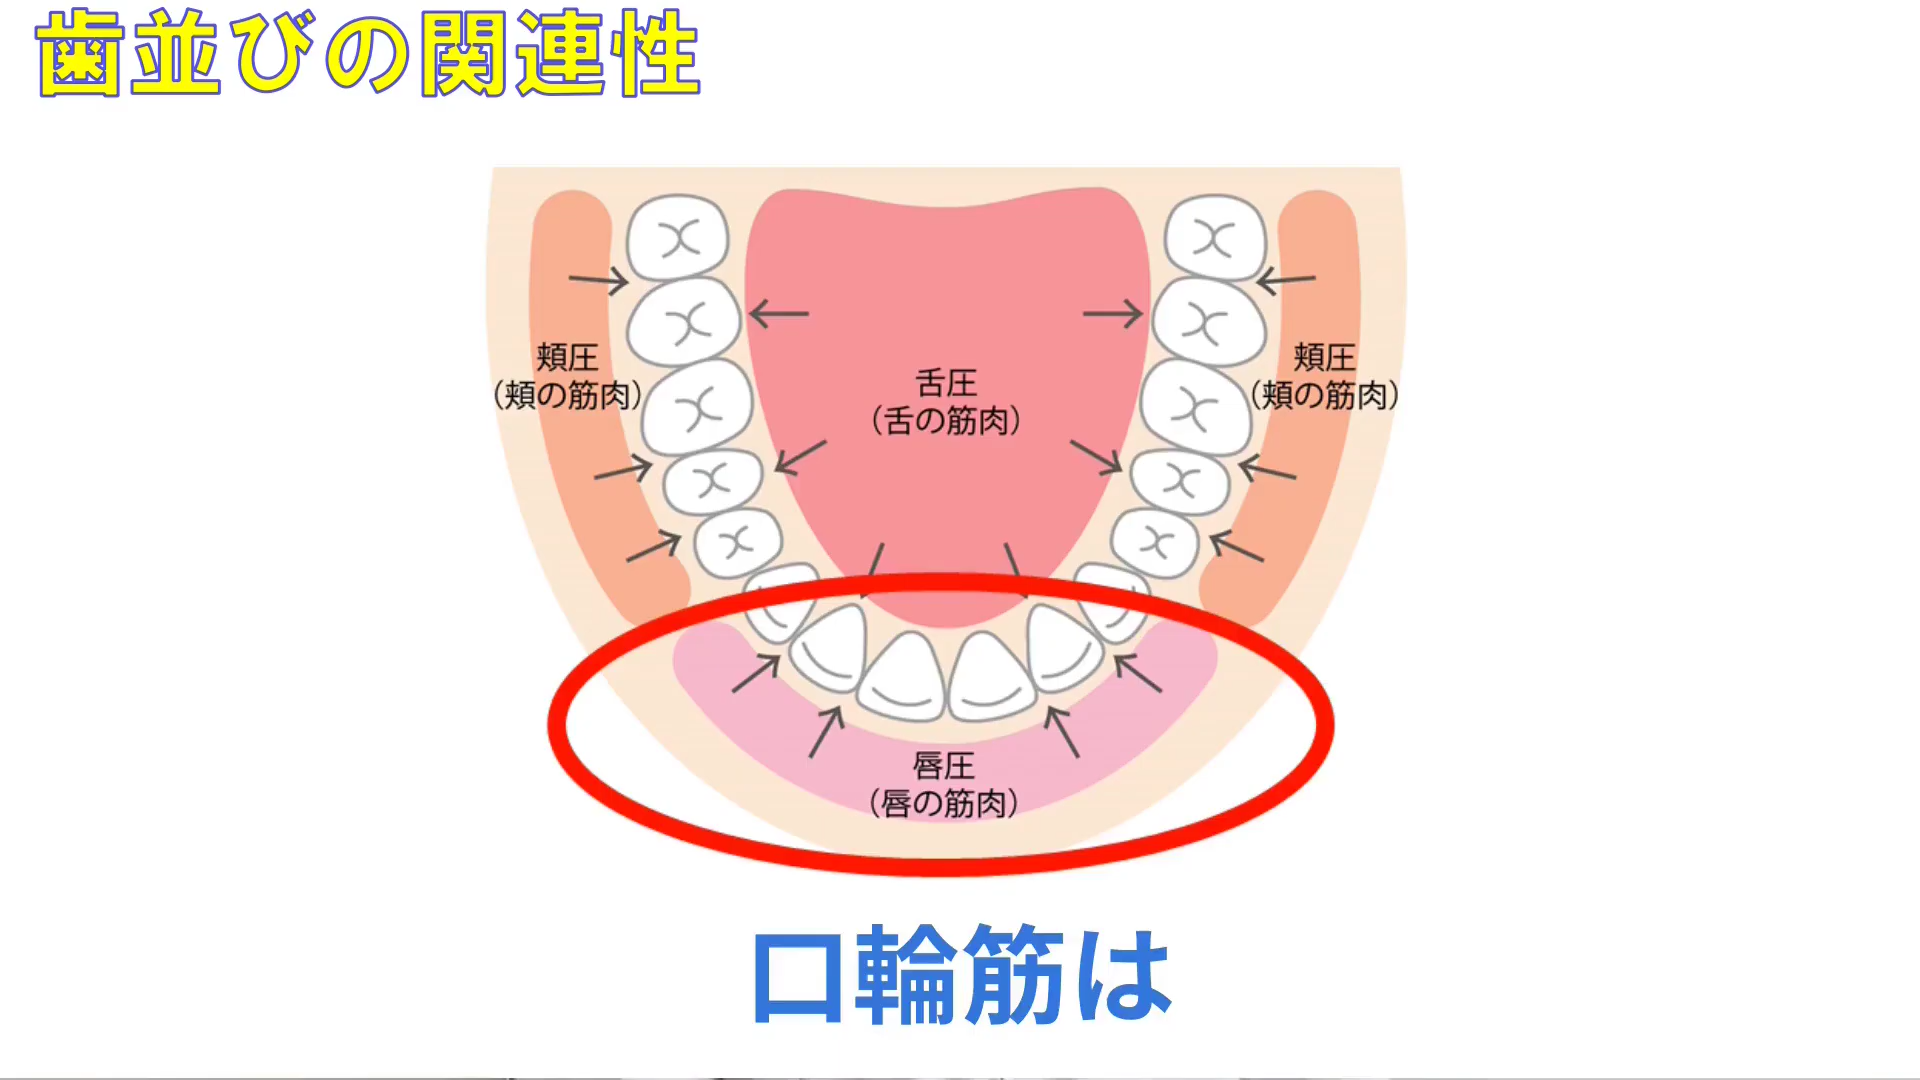 歯並びの関連性
頬圧
（頬の筋肉）
舌圧
（舌の筋肉）
頬圧
（頬の筋肉）
唇圧
（唇の筋肉）
口輪筋は